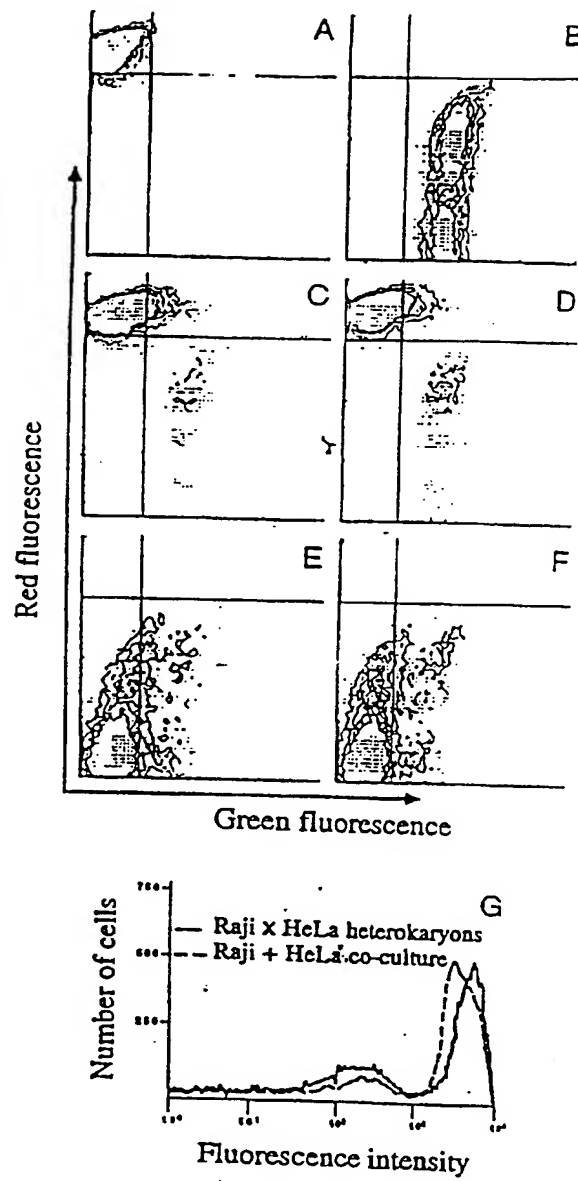 A
B
C
D
E
F
Red fluorescence
Green fluorescence
G
Raji x HeLa heterokaryons
Raji + HeLa co-culture
Number of cells
Fluorescence intensity